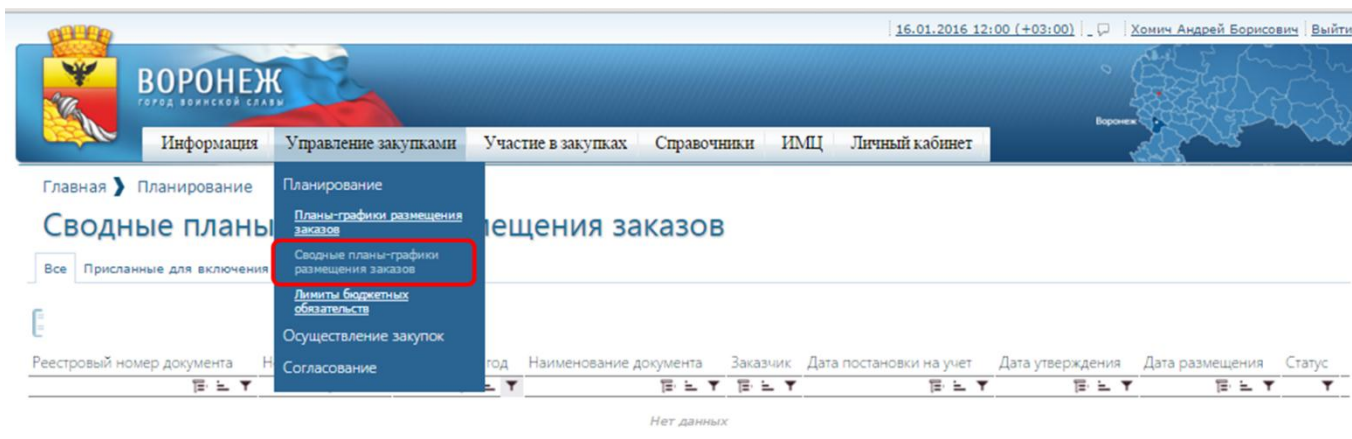 16.01.2016 12:00 (+03:00) Хомич Андрей Борисович Выйти
ВОРОНЕЖ
ГОРОД ВОИНСКОЙ СЛАВЫ
Воронеж
Информация Управление закупками Участие в закупках Справочники ИМЦ Личный кабинет
Главная ❯ Планирование
Сводные планы ещения заказов
Все Присланные для включения
Планирование
Планы-графики размещения
заказов
Сводные планы-графики
размещения заказов
Лимиты бюджетных
обязательств
Осуществление закупок
Согласование
Реестровый номер документа год Наименование документа Заказчик Дата постановки на учет Дата утверждения Дата размещения Статус
Нет данных